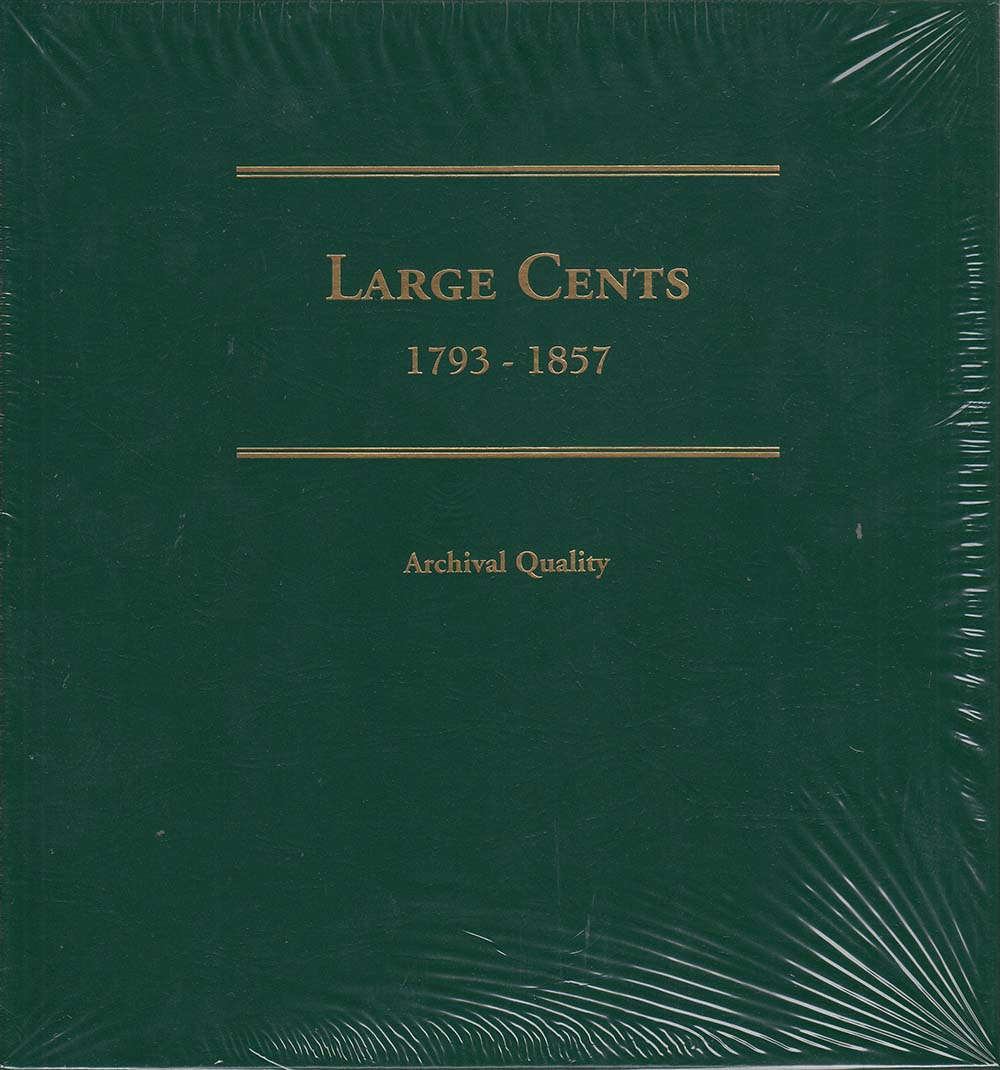 LARGE CENTS
1793 - 1857
Archival Quality